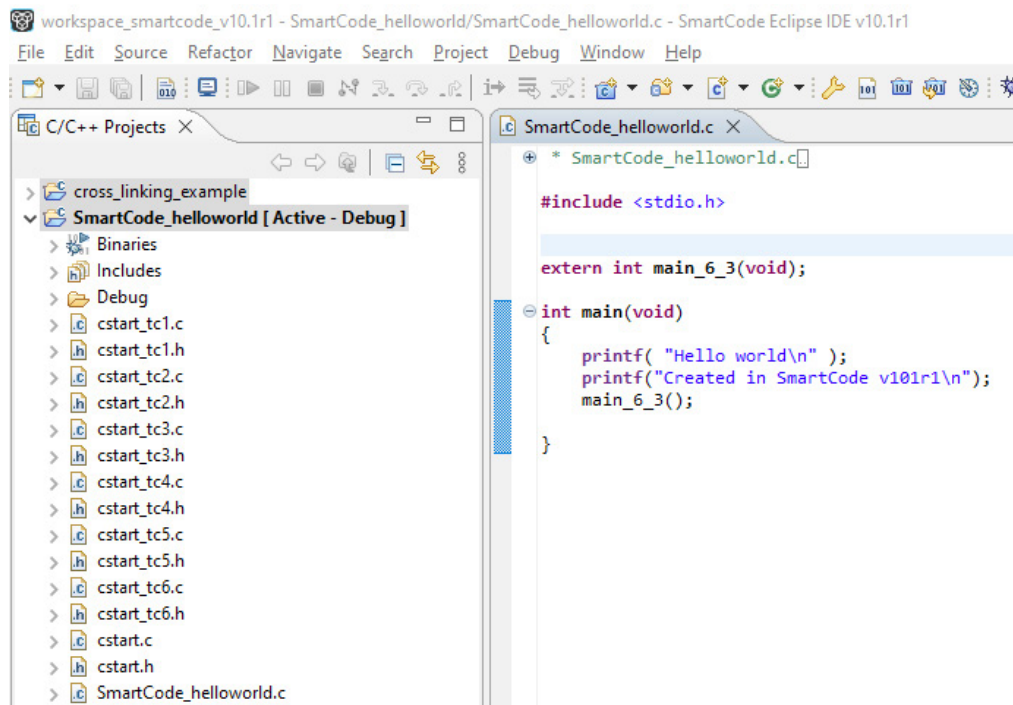 workspace_smartcode_v10.1r1 - SmartCode_helloworld/SmartCode_helloworld.c - SmartCode Eclipse IDE v10.1r1
File Edit Source Refactor Navigate Search Project Debug Window Help
C/C++ Projects
cross_linking_example
SmartCode_helloworld [ Active - Debug ]
Binaries
Includes
Debug
cstart_tc1.c
cstart_tc1.h
cstart_tc2.c
cstart_tc2.h
cstart_tc3.c
cstart_tc3.h
cstart_tc4.c
cstart_tc4.h
cstart_tc5.c
cstart_tc5.h
cstart_tc6.c
cstart_tc6.h
cstart.c
cstart.h
SmartCode_helloworld.c
SmartCode_helloworld.c
* SmartCode_helloworld.c
#include <stdio.h>
extern int main_6_3(void);
int main(void)
{
printf( "Hello world\n" );
printf("Created in SmartCode v101r1\n");
main_6_3();
}